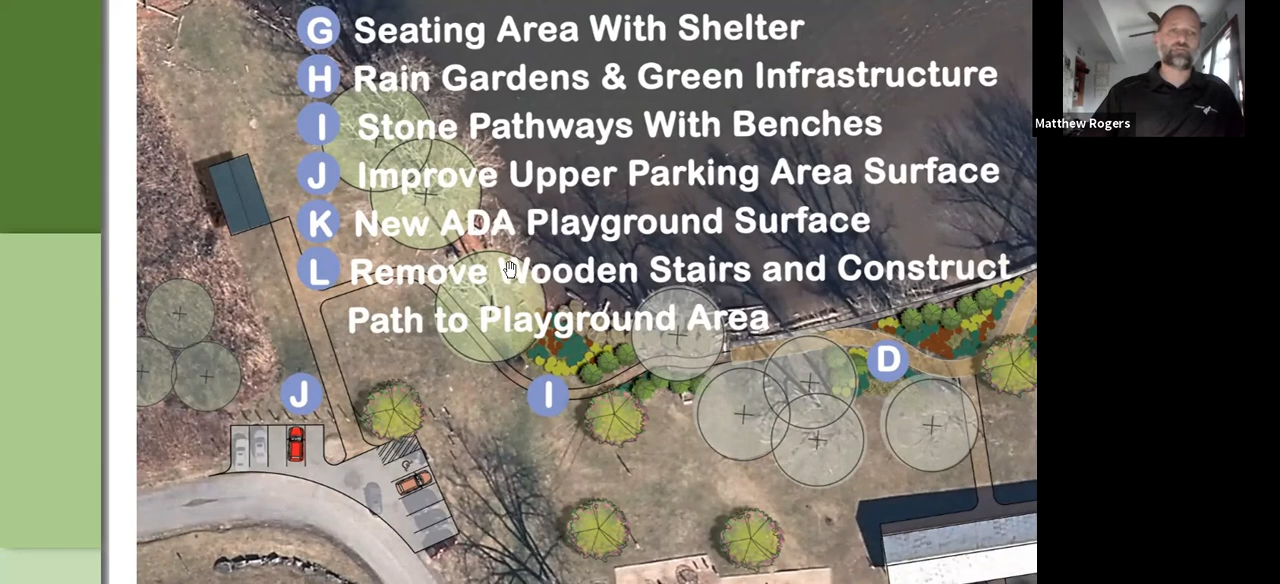 G Seating Area With Shelter
H Rain Gardens & Green Infrastructure
I Stone Pathways With Benches
J Improve Upper Parking Area Surface
K New ADA Playground Surface
L Remove Wooden Stairs and Construct
Path to Playground Area
Matthew Rogers
D
J
I